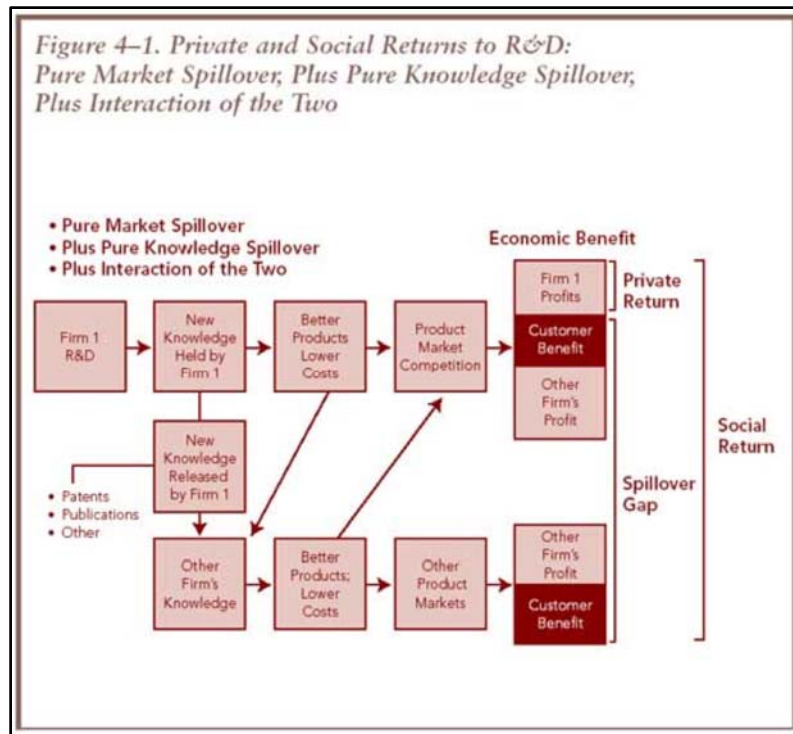 Figure 4–1. Private and Social Returns to R&D:
Pure Market Spillover, Plus Pure Knowledge Spillover,
Plus Interaction of the Two
• Pure Market Spillover
• Plus Pure Knowledge Spillover
• Plus Interaction of the Two
Economic Benefit
Firm 1
R&D
New
Knowledge
Held by
Firm 1
Better
Products
Lower
Costs
Product
Market
Competition
Firm 1
Profits
Customer
Benefit
Other
Firm's
Profit
Private
Return
New
Knowledge
Released
by Firm 1
• Patents
• Publications
• Other
Other
Firm's
Knowledge
Better
Products;
Lower
Costs
Other
Product
Markets
Other
Firm's
Profit
Customer
Benefit
Spillover
Gap
Social
Return